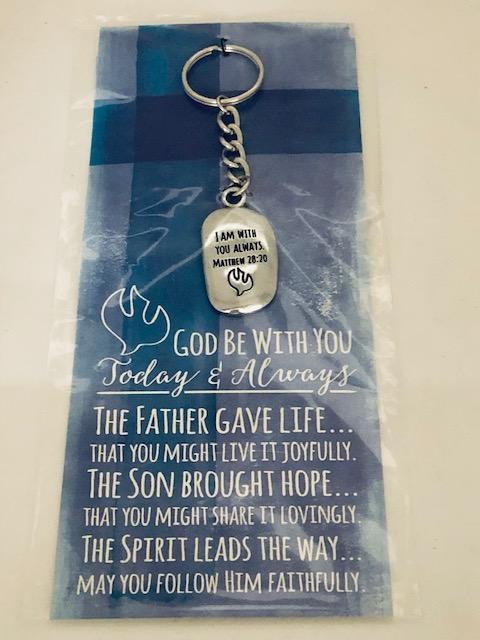 I AM WITH
YOU ALWAYS.
MATTHEW 28:20
GOD BE WITH YOU
Today & Always
THE FATHER GAVE LIFE...
THAT YOU MIGHT LIVE IT JOYFULLY.
THE SON BROUGHT HOPE...
THAT YOU MIGHT SHARE IT LOVINGLY.
THE SPIRIT LEADS THE WAY...
MAY YOU FOLLOW HIM FAITHFULLY.